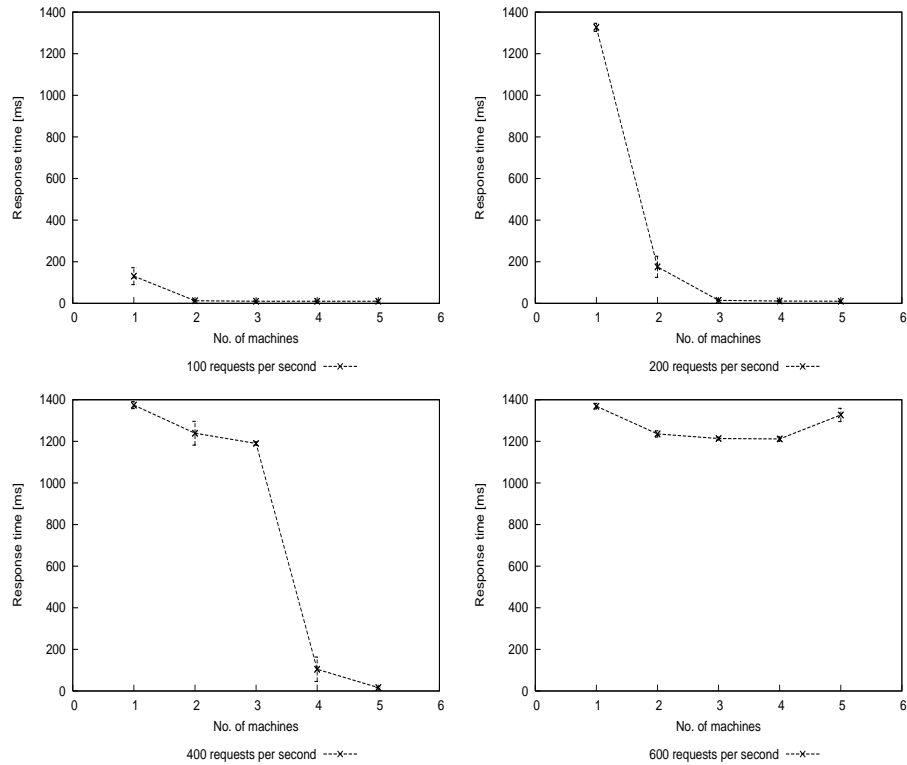 Response time [ms]
1400
1200
1000
800
600
400
200
0
0 1 2 3 4 5 6
No. of machines
100 requests per second
Response time [ms]
1400
1200
1000
800
600
400
200
0
0 1 2 3 4 5 6
No. of machines
200 requests per second
Response time [ms]
1400
1200
1000
800
600
400
200
0
0 1 2 3 4 5 6
No. of machines
400 requests per second
Response time [ms]
1400
1200
1000
800
600
400
200
0
0 1 2 3 4 5 6
No. of machines
600 requests per second